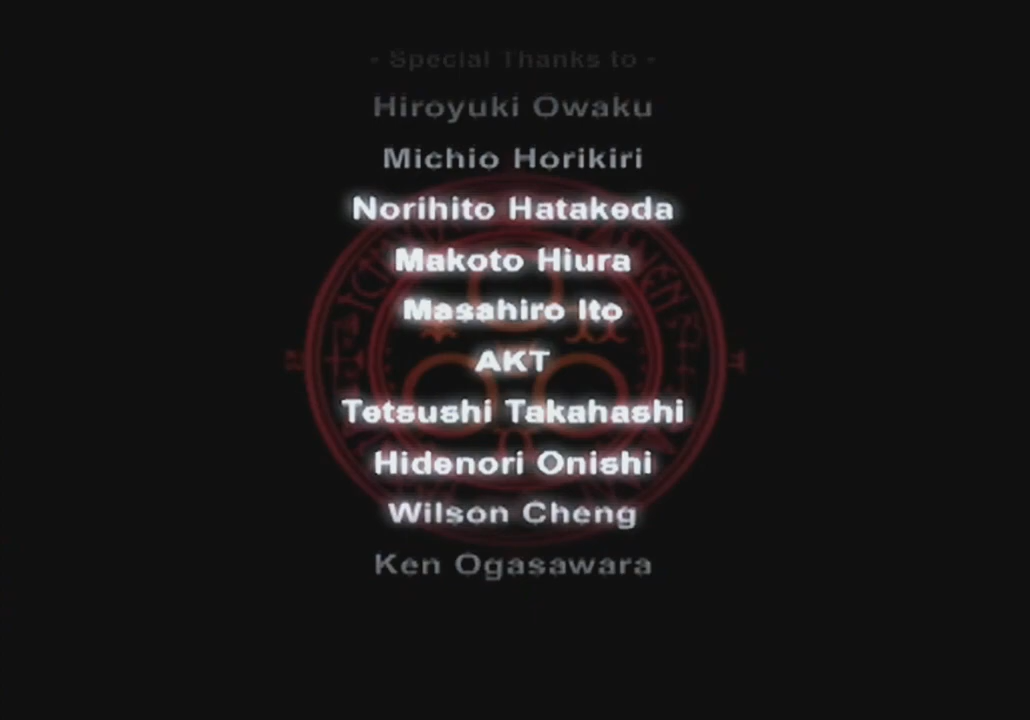 - Special Thanks to -
Hiroyuki Owaku
Michio Horikiri
Norihito Hatakeda
Makoto Hiura
Masahiro Ito
AKT
Tetsushi Takahashi
Hidenori Onishi
Wilson Cheng
Ken Ogasawara